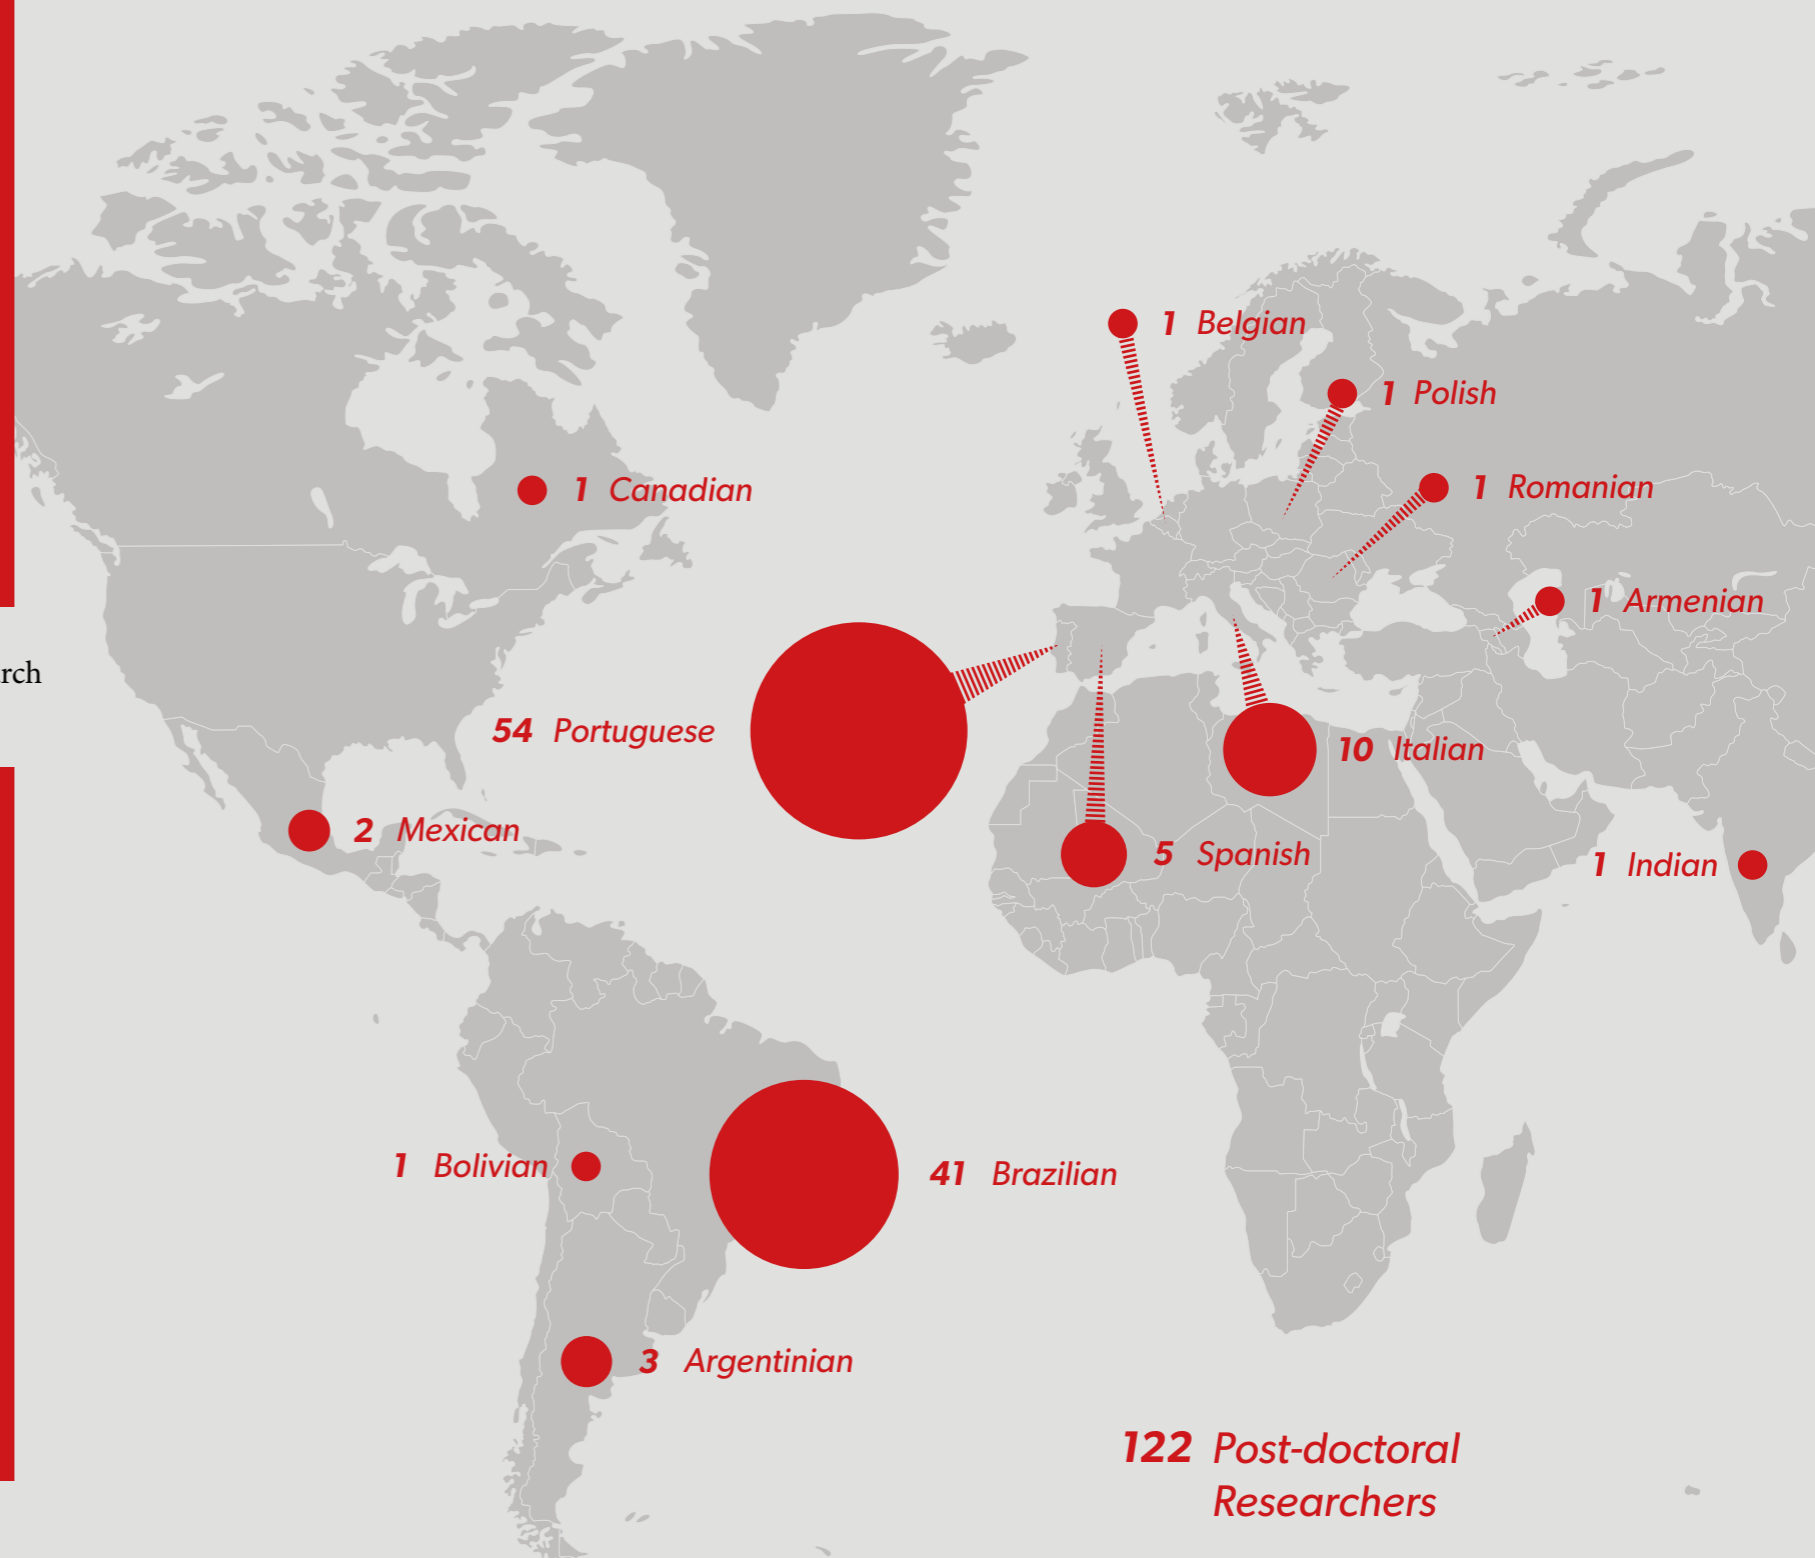 1 Belgian
1 Polish
1 Canadian
1 Romanian
1 Armenian
rch
54 Portuguese
10 Italian
2 Mexican
5 Spanish
1 Indian
1 Bolivian
41 Brazilian
3 Argentinian
122 Post-doctoral
Researchers